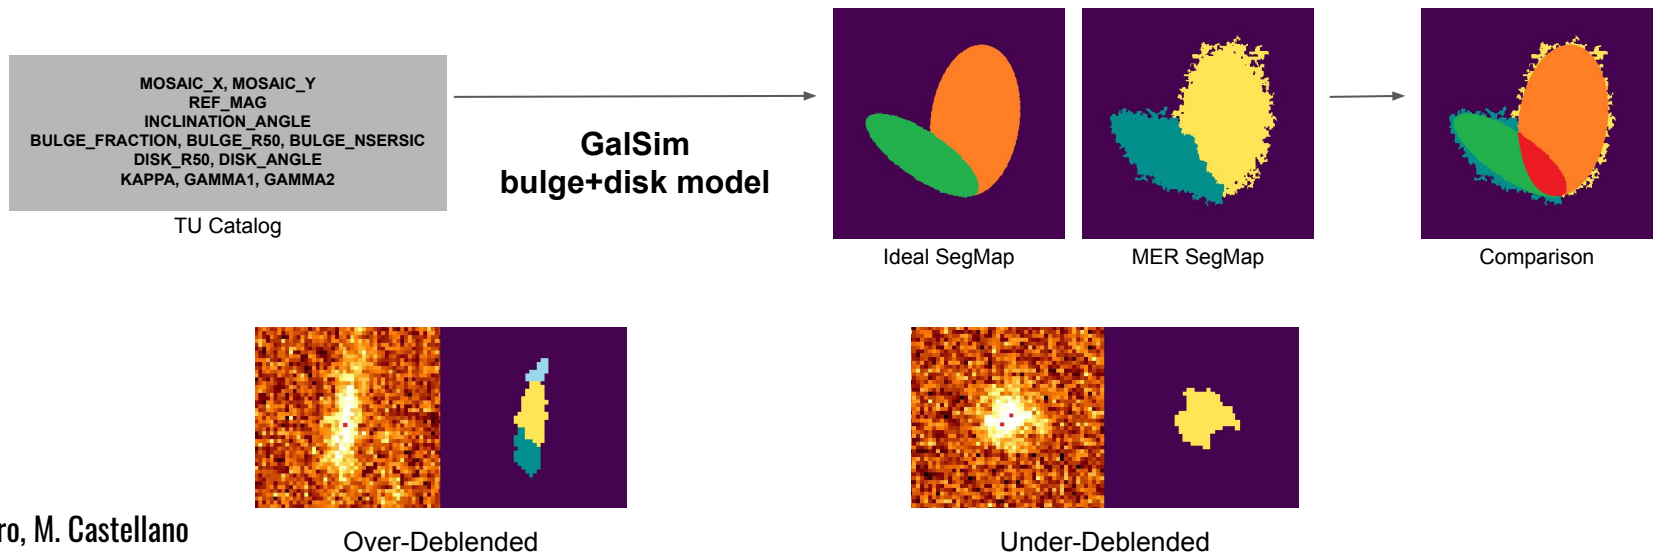 MOSAIC_X, MOSAIC_Y
REF_MAG
INCLINATION_ANGLE
BULGE_FRACTION, BULGE_R50, BULGE_NSERSIC
DISK_R50, DISK_ANGLE
KAPPA, GAMMA1, GAMMA2
TU Catalog
GalSim
bulge+disk model
Ideal SegMap
MER SegMap
Comparison
M. Castellano
Over-Deblended
Under-Deblended